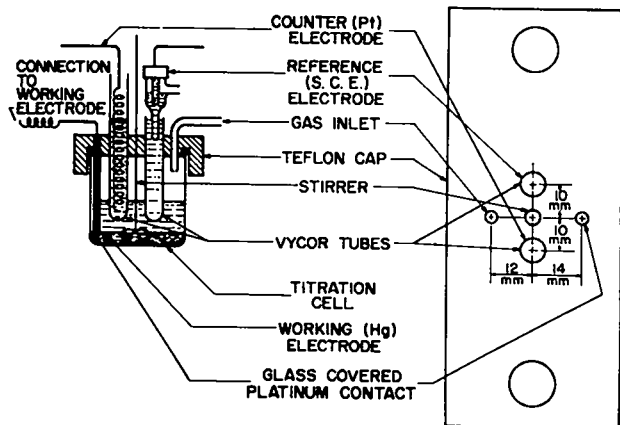 COUNTER (Pt)
ELECTRODE
CONNECTION
TO
WORKING
ELECTRODE
REFERENCE
(S.C.E.)
ELECTRODE
GAS INLET
TEFLON CAP
STIRRER
VYCOR TUBES
TITRATION
CELL
WORKING (Hg)
ELECTRODE
GLASS COVERED
PLATINUM CONTACT
10
mm
10
mm
12
mm
14
mm